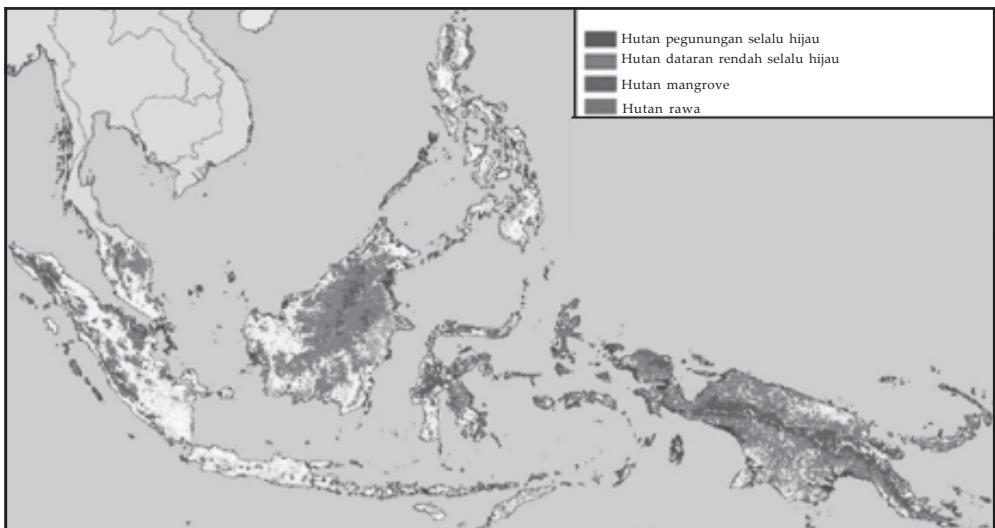 Hutan pegunungan selalu hijau
Hutan dataran rendah selalu hijau
Hutan mangrove
Hutan rawa